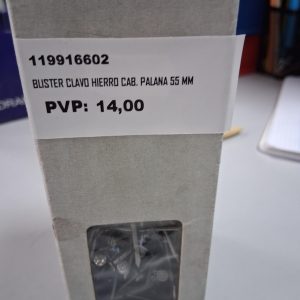 119916602
BLISTER CLAVO HIERRO CAB. PALANA 55 MM
PVP: 14,00